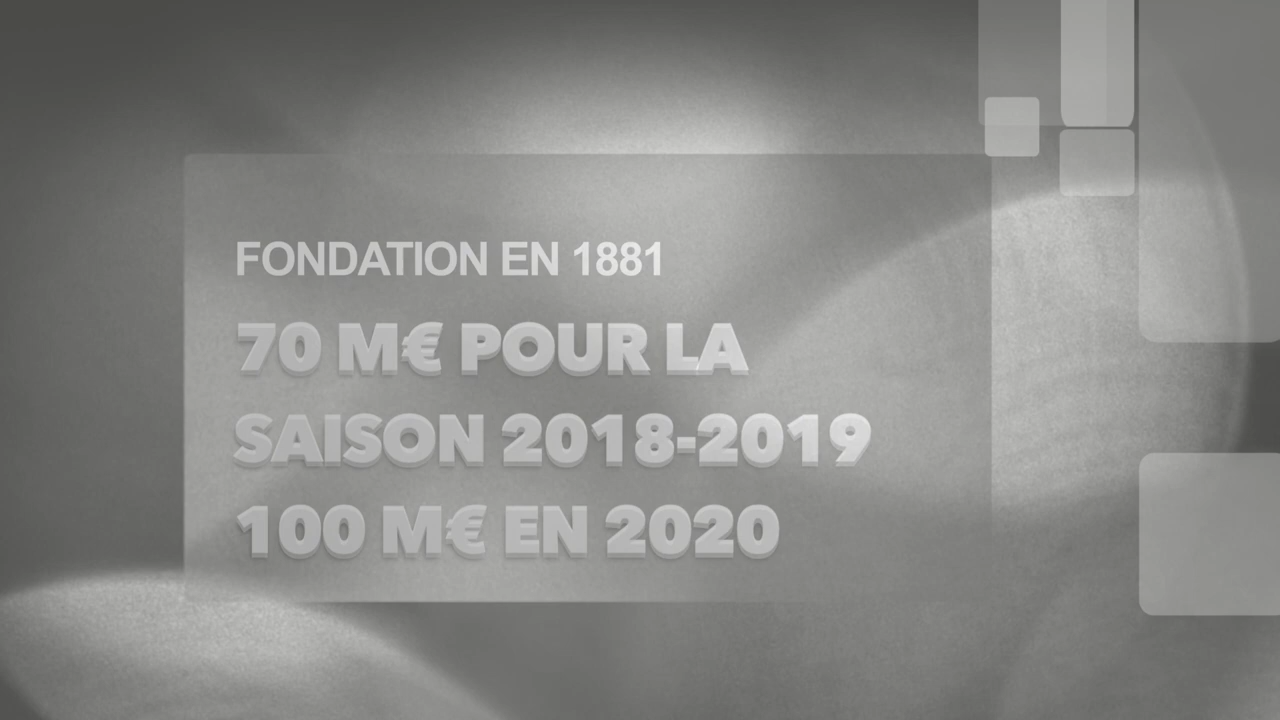 FONDATION EN 1881
70 M€ POUR LA
SAISON 2018-2019
100 M€ EN 2020